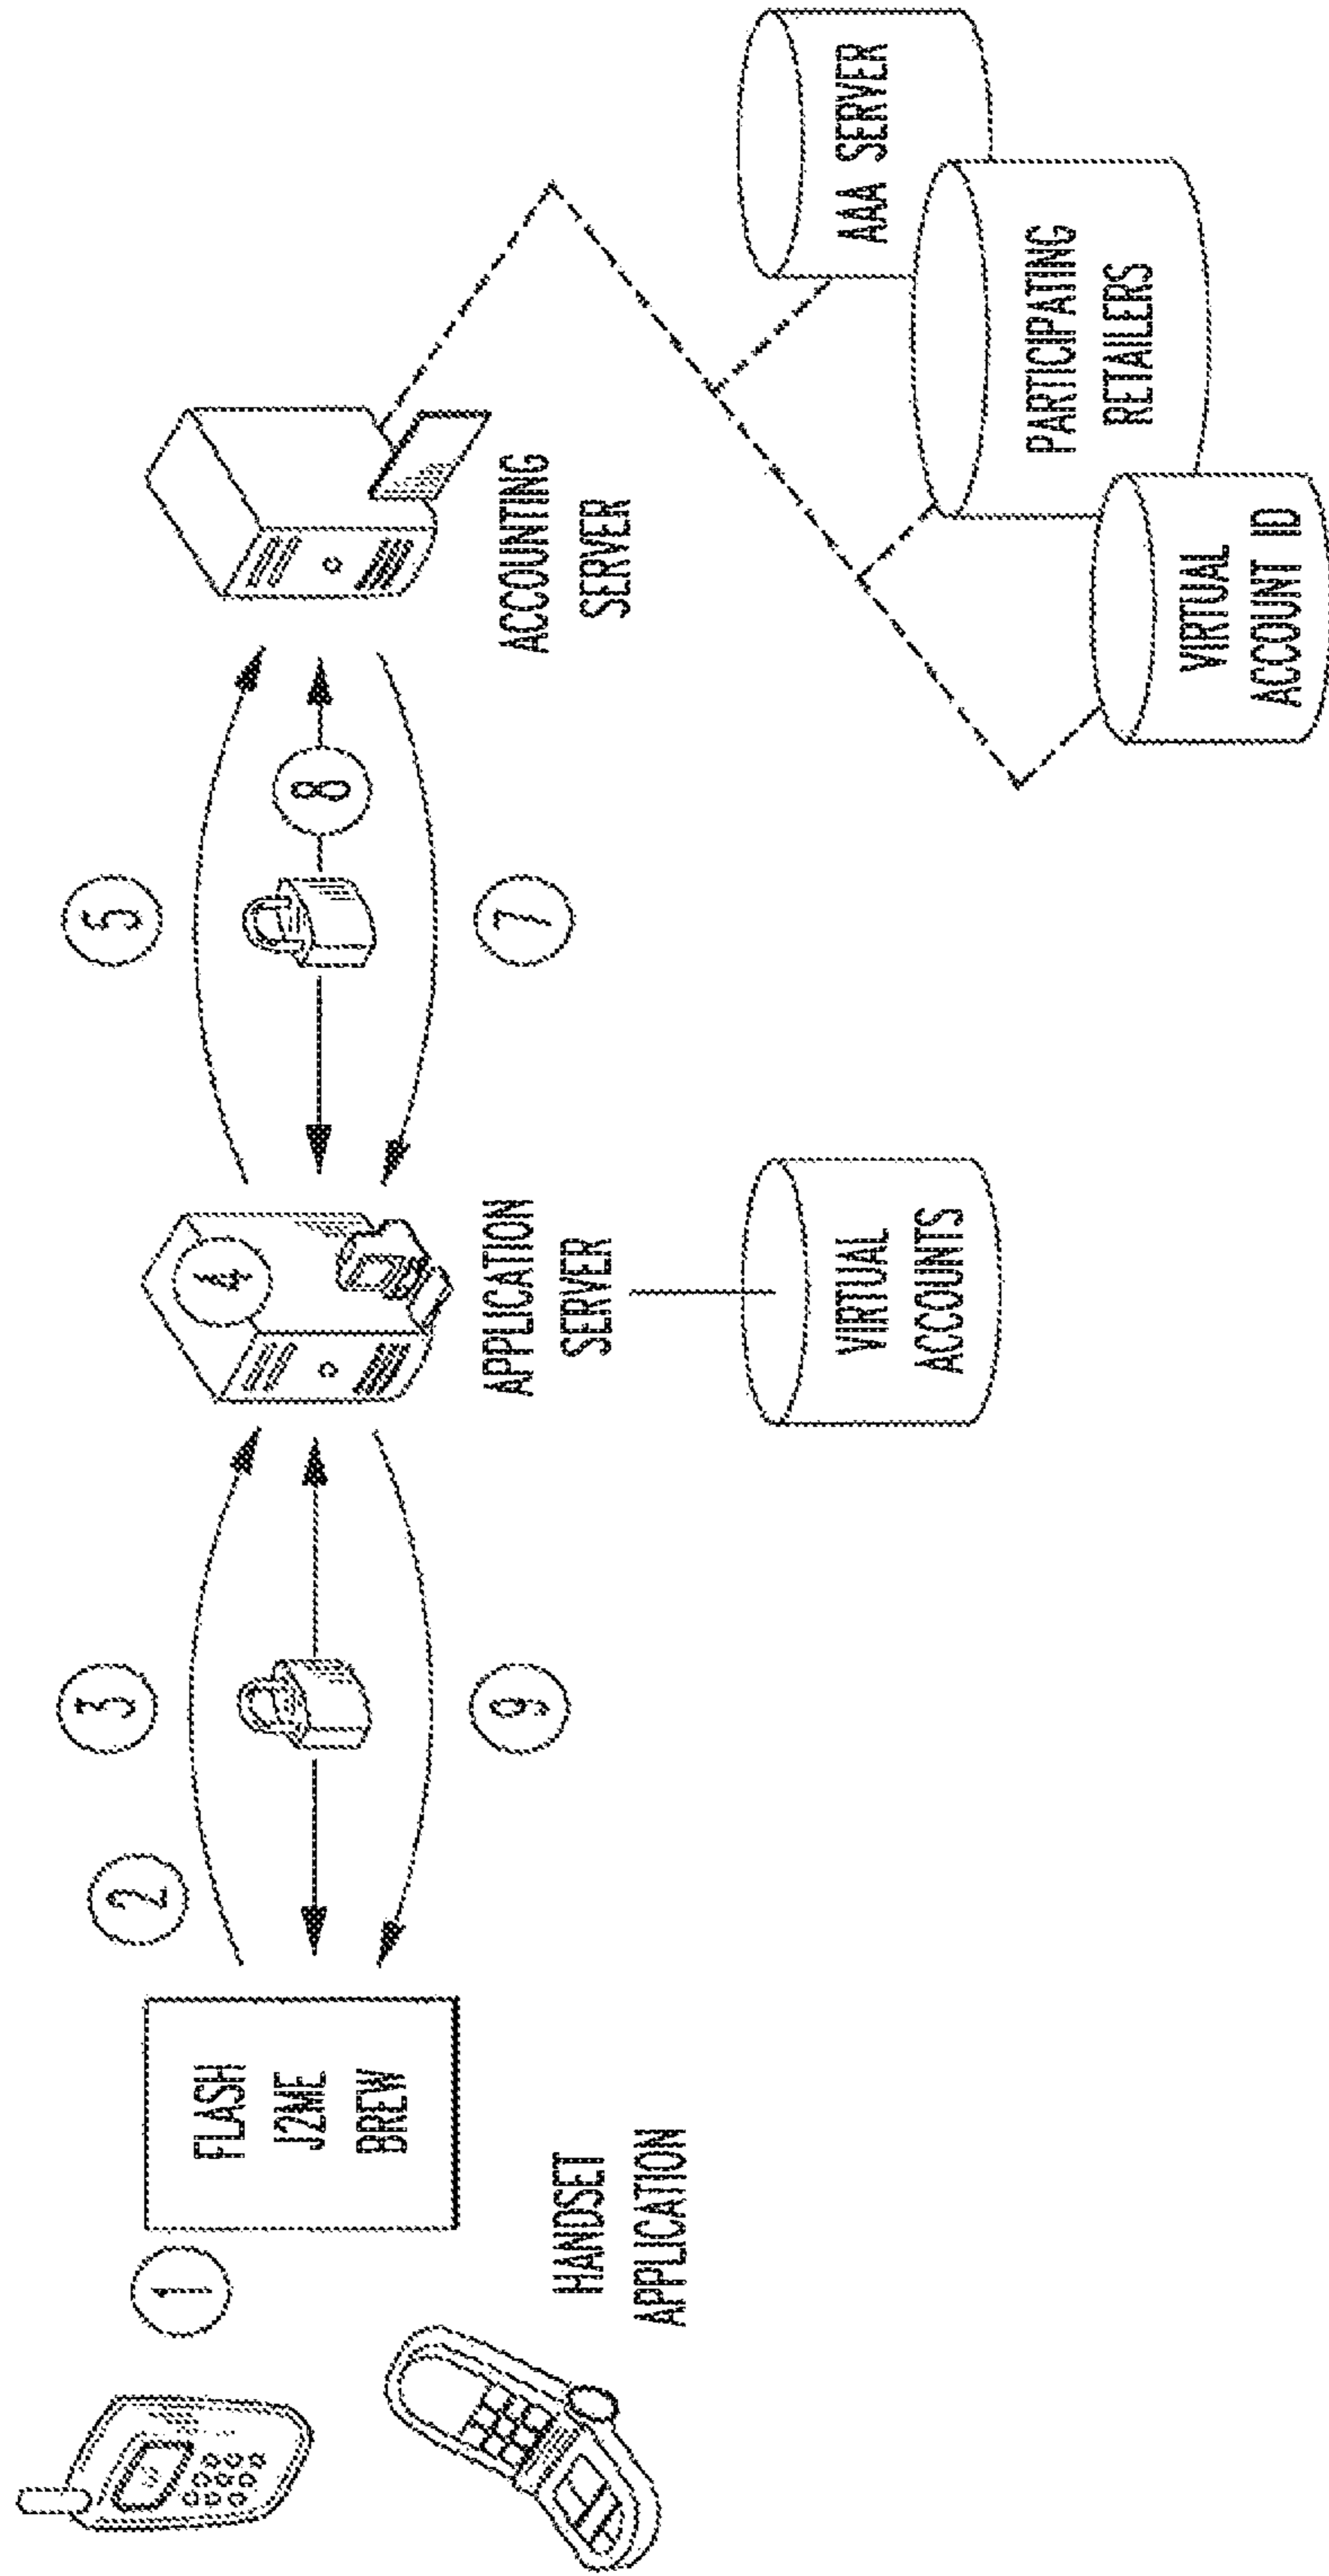 1
FLASH
J2ME
BREW
HANDSET
APPLICATION
2
3
9
4
APPLICATION
SERVER
VIRTUAL
ACCOUNTS
5
8
7
ACCOUNTING
SERVER
AAA SERVER
PARTICIPATING
RETAILERS
VIRTUAL
ACCOUNT ID